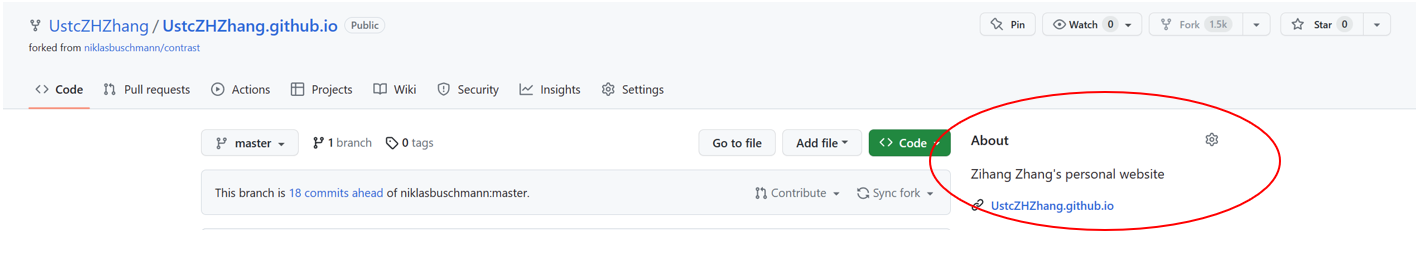 UstcZHZhang / UstcZHZhang.github.io Public
Pin Watch 0 Fork 1.5k Star 0
forked from niklasbuschmann/contrast
<> Code Pull requests Actions Projects Wiki Security Insights Settings
master 1 branch 0 tags Go to file Add file <> Code
About
This branch is 18 commits ahead of niklasbuschmann:master. Contribute Sync fork
Zihang Zhang's personal website
UstcZHZhang.github.io